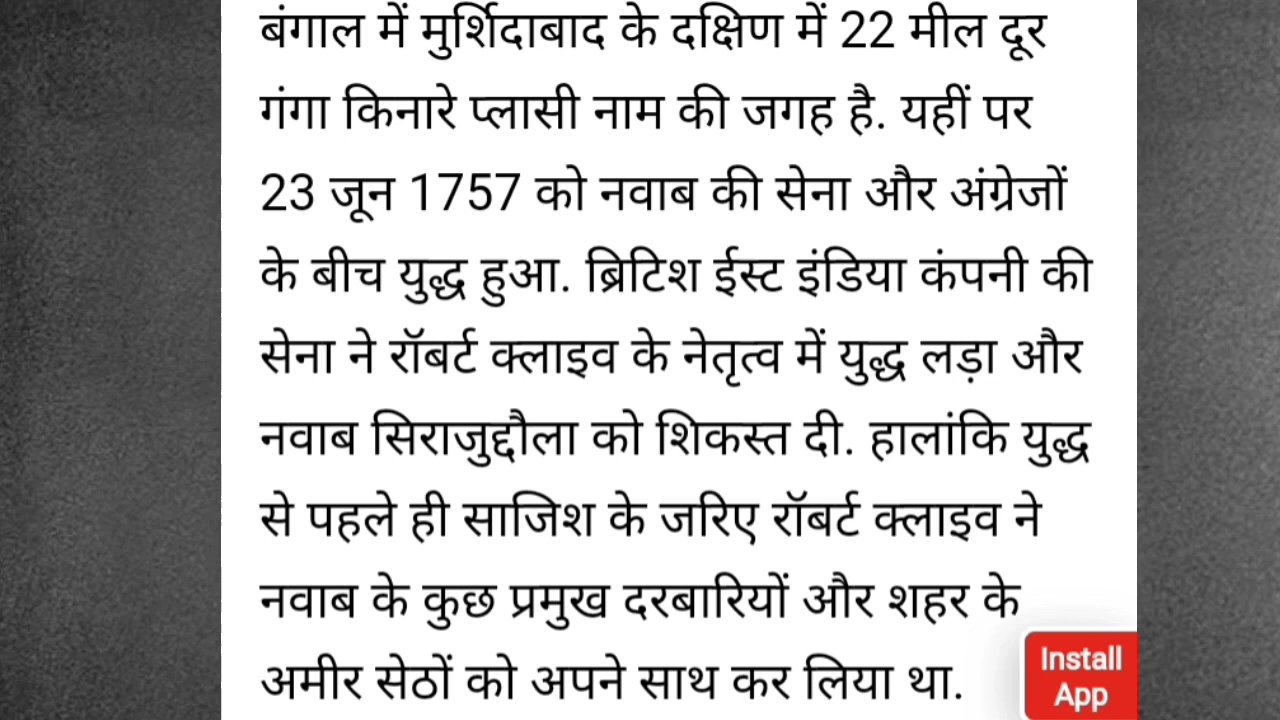 बंगाल में मुर्शिदाबाद के दक्षिण में 22 मील दूर
गंगा किनारे प्लासी नाम की जगह है. यहीं पर
23 जून 1757 को नवाब की सेना और अंग्रेजों
के बीच युद्ध हुआ. ब्रिटिश ईस्ट इंडिया कंपनी की
सेना ने रॉबर्ट क्लाइव के नेतृत्व में युद्ध लड़ा और
नवाब सिराजुद्दौला को शिकस्त दी. हालांकि युद्ध
से पहले ही साजिश के जरिए रॉबर्ट क्लाइव ने
नवाब के कुछ प्रमुख दरबारियों और शहर के
अमीर सेठों को अपने साथ कर लिया था.
Install
App